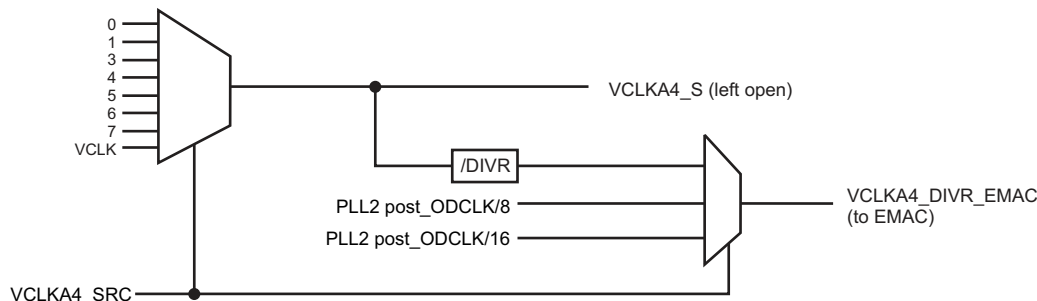 0
1
3
4
5
6
7
VCLK
VCLKA4_S (left open)
/DIVR
PLL2 post_ODCLK/8
PLL2 post_ODCLK/16
VCLKA4_DIVR_EMAC
(to EMAC)
VCLKA4_SRC